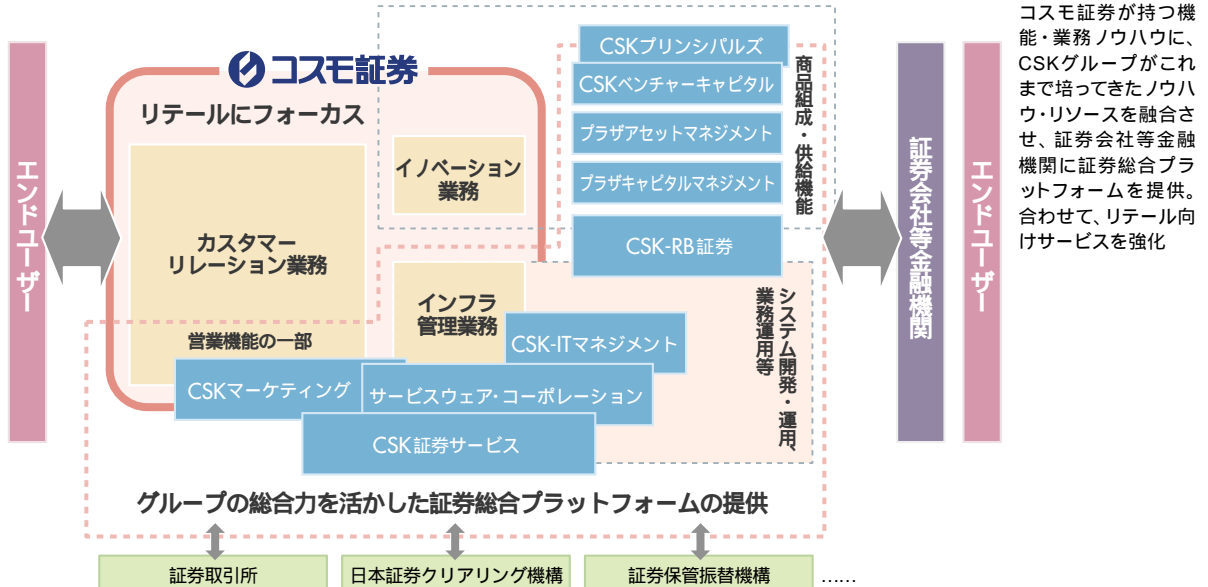 コスモ証券
リテールにフォーカス
エンドユーザー
カスタマー
リレーション業務
営業機能の一部
イノベーション
業務
インフラ
管理業務
CSKプリンシパルズ
CSKベンチャーキャピタル
プラザアセットマネジメント
プラザキャピタルマネジメント
CSK-RB証券
商品組成・供給機能
CSK-ITマネジメント
CSKマーケティング
サービスウェア・コーポレーション
CSK証券サービス
システム開発・運用、
業務運用等
グループの総合力を活かした証券総合プラットフォームの提供
証券取引所
日本証券クリアリング機構
証券保管振替機構
……
証券会社等金融機関
エンドユーザー
コスモ証券が持つ機
能・業務ノウハウに、
CSKグループがこれ
まで培ってきたノウハ
ウ・リソースを融合さ
せ、証券会社等金融
機関に証券総合プラ
ットフォームを提供。
合わせて、リテール向
けサービスを強化